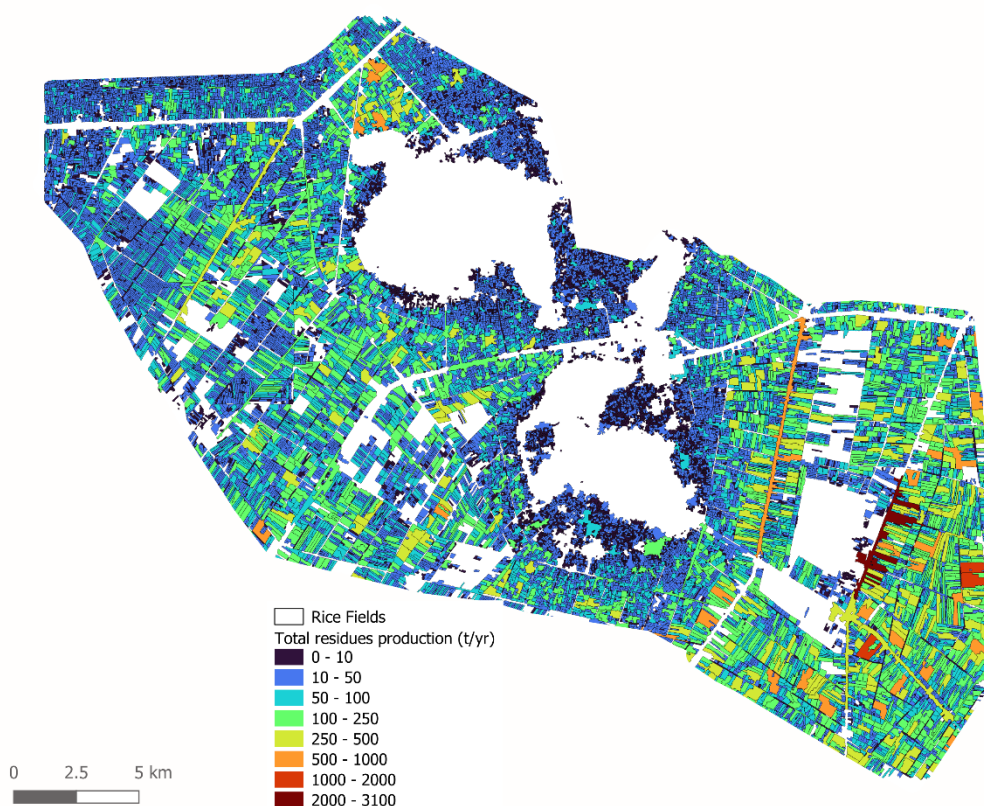 Rice Fields
Total residues production (t/yr)
0 - 10
10 - 50
50 - 100
100 - 250
250 - 500
500 - 1000
1000 - 2000
2000 - 3100
0 2.5 5 km